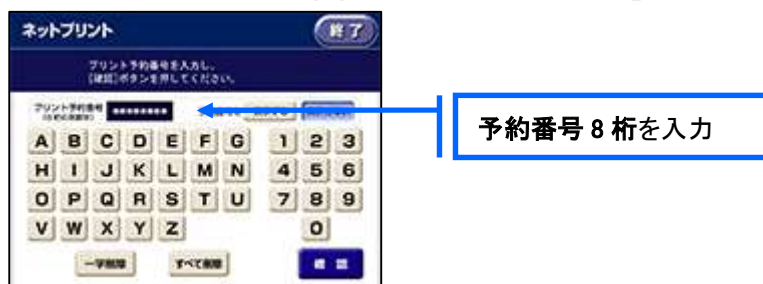 ネットプリント
終了
プリント予約番号を入力し、
[確認]ボタンを押してください。
プリント予約番号
********
予約番号8桁を入力
A B C D E F G 1 2 3
H I J K L M N 4 5 6
O P Q R S T U 7 8 9
V W X Y Z 0
一字削除 すべて削除 確認